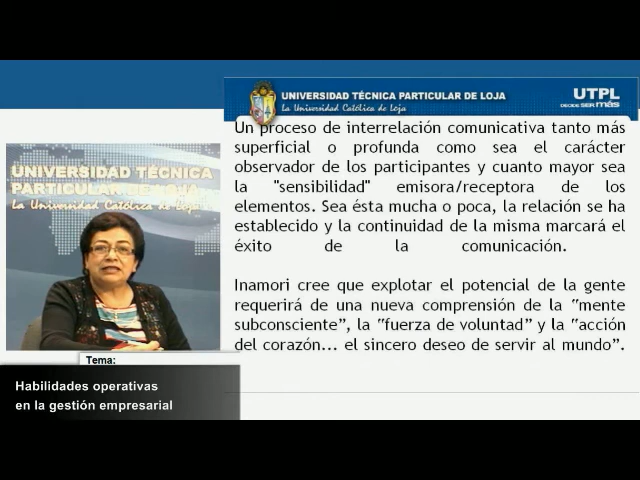 UNIVERSIDAD TÉCNICA PARTICULAR DE LOJA
La Universidad Católica de Loja
UTPL
DECIDE SER más
Un proceso de interrelación comunicativa tanto más
superficial o profunda como sea el carácter
observador de los participantes y cuanto mayor sea
la "sensibilidad" emisora/receptora de los
elementos. Sea ésta mucha o poca, la relación se ha
establecido y la continuidad de la misma marcará el
éxito de la comunicación.
Inamori cree que explotar el potencial de la gente
requerirá de una nueva comprensión de la "mente
subconsciente”, la "fuerza de voluntad” y la "acción
del corazón... el sincero deseo de servir al mundo”.
UNIVERSIDAD TÉCNICA
PARTICULAR DE LOJA
La Universidad Católica de Loja
Tema:
Habilidades operativas
en la gestión empresarial